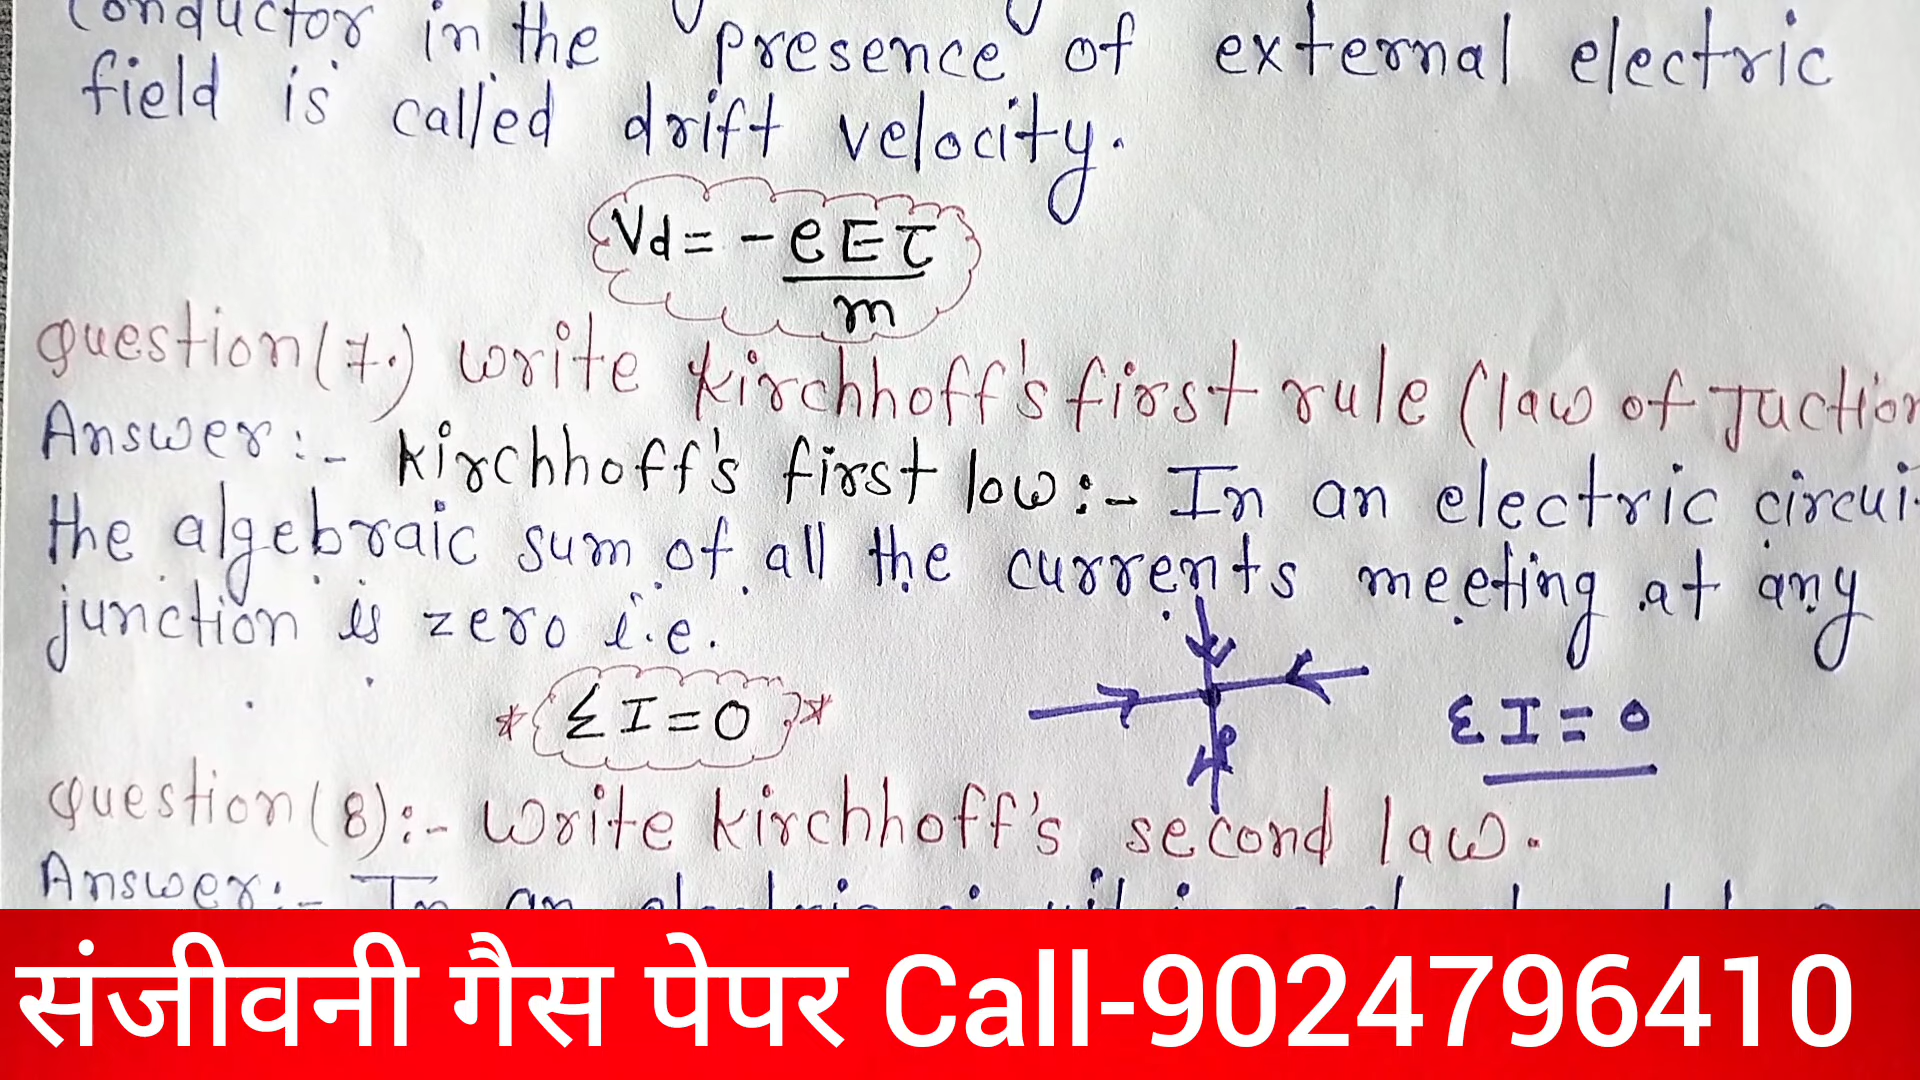 conductor in the presence of external electric
field is called drift velocity.
Vd = - eEτ
m
question (7.) write kirchhoff's first rule (law of Juction
Answer :- kirchhoff's first low :- In an electric circui
the algebraic sum of all the currents meeting at any
junction is zero i.e.
* Σ I = 0 *
Σ I = 0
question (8) :- write kirchhoff's second law.
Answer :- In an
संजीवनी गैस पेपर Call-9024796410